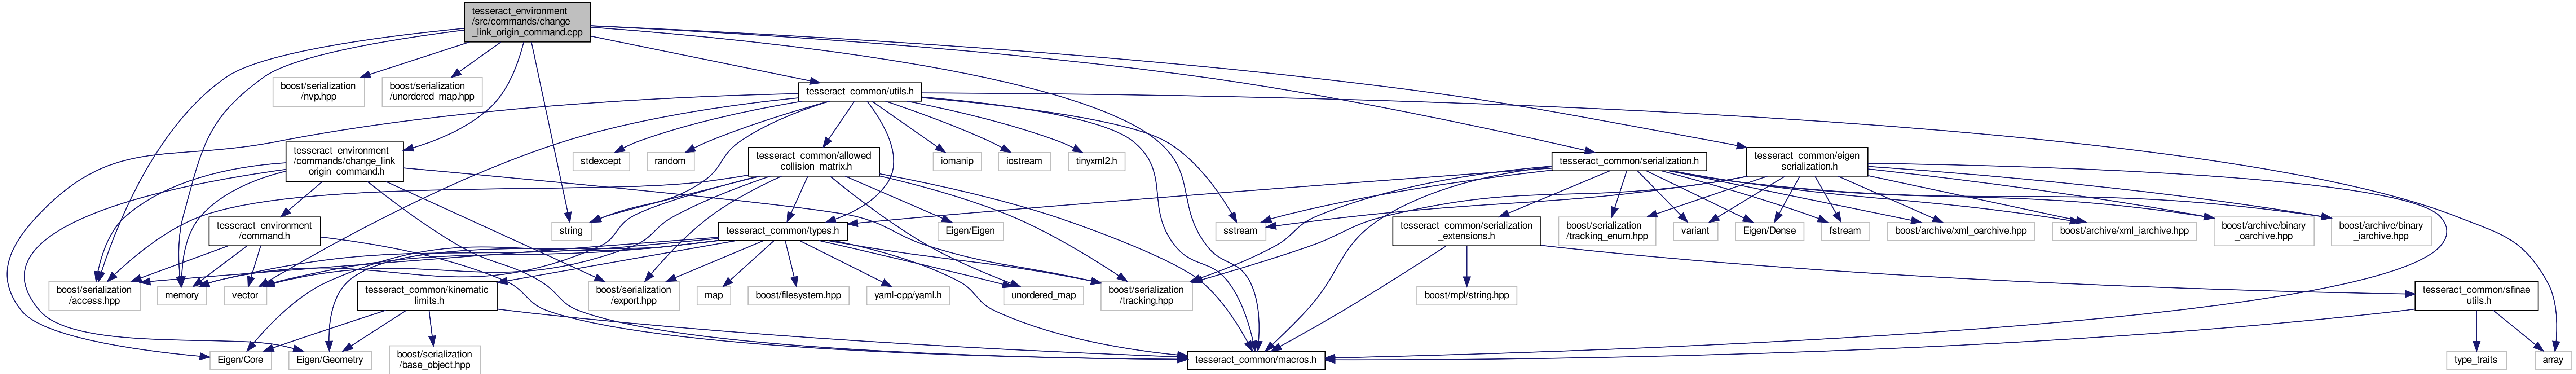 tesseract_environment
/src/commands/change
_link_origin_command.cpp
boost/serialization
/nvp.hpp
boost/serialization
/unordered_map.hpp
tesseract_common/utils.h
tesseract_environment
/commands/change_link
_origin_command.h
stdexcept
random
tesseract_common/allowed
_collision_matrix.h
iomanip
iostream
tinyxml2.h
tesseract_common/serialization.h
tesseract_common/eigen
_serialization.h
tesseract_environment
/command.h
string
tesseract_common/types.h
Eigen/Eigen
sstream
tesseract_common/serialization
_extensions.h
boost/serialization
/tracking_enum.hpp
variant
Eigen/Dense
fstream
boost/archive/xml_oarchive.hpp
boost/archive/xml_iarchive.hpp
boost/archive/binary
_oarchive.hpp
boost/archive/binary
_iarchive.hpp
boost/serialization
/access.hpp
memory
vector
tesseract_common/kinematic
_limits.h
boost/serialization
/export.hpp
map
boost/filesystem.hpp
yaml-cpp/yaml.h
unordered_map
boost/serialization
/tracking.hpp
boost/mpl/string.hpp
tesseract_common/sfinae
_utils.h
Eigen/Core
Eigen/Geometry
boost/serialization
/base_object.hpp
tesseract_common/macros.h
type_traits
array